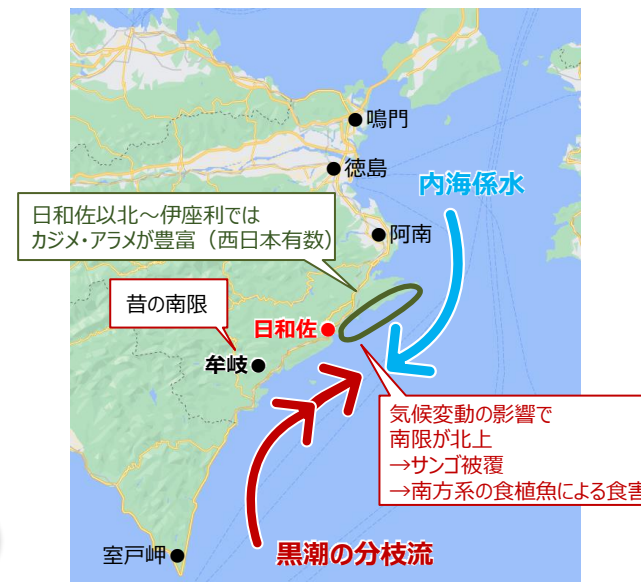 鳴門
徳島
内海係水
日和佐以北～伊座利では
カジメ・アラメが豊富（西日本有数）
阿南
昔の南限
日和佐
牟岐
気候変動の影響で
南限が北上
→サンゴ被覆
→南方系の食植魚による食害
室戸岬
黒潮の分枝流